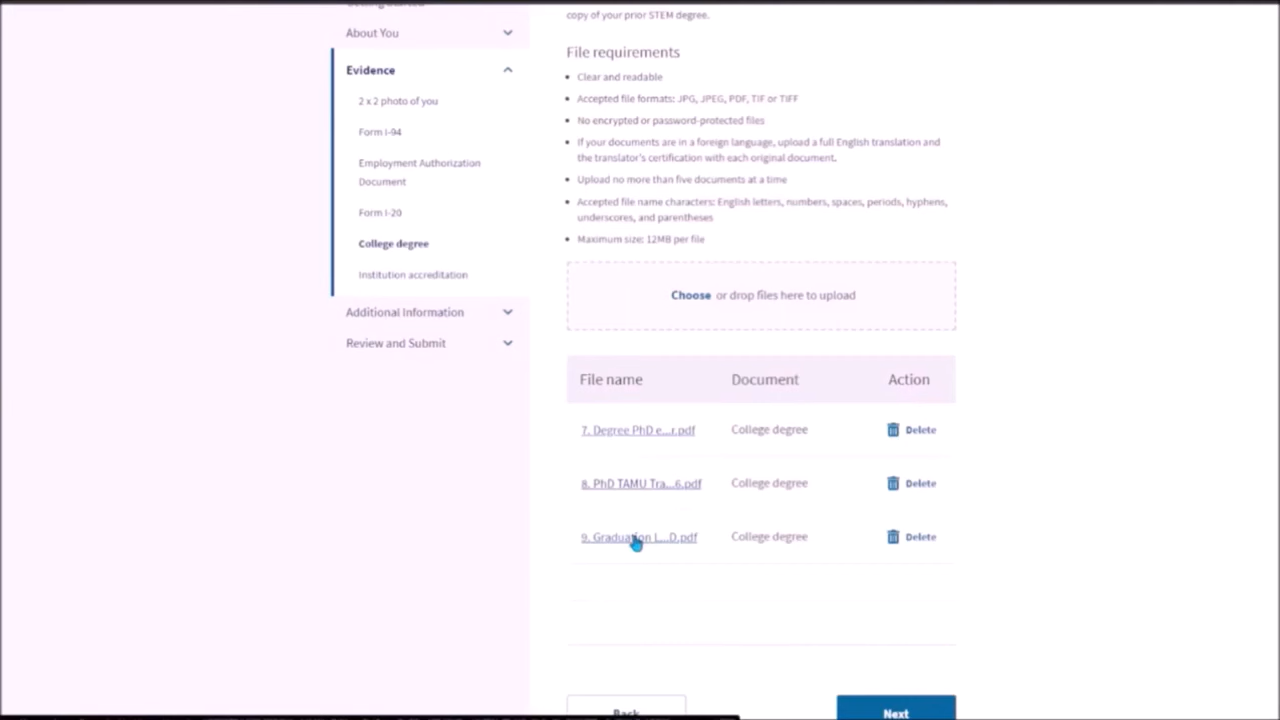 About You
Evidence
2 x 2 photo of you
Form I-94
Employment Authorization
Document
Form I-20
College degree
Institution accreditation
Additional Information
Review and Submit
copy of your prior STEM degree.
File requirements
Clear and readable
Accepted file formats: JPG, JPEG, PDF, TIF or TIFF
No encrypted or password-protected files
If your documents are in a foreign language, upload a full English translation and
the translator's certification with each original document.
Upload no more than five documents at a time
Accepted file name characters: English letters, numbers, spaces, periods, hyphens,
underscores, and parentheses
Maximum size: 12MB per file
Choose or drop files here to upload
File name Document Action
7. Degree PhD e...r.pdf College degree Delete
8. PhD TAMU Tra...6.pdf College degree Delete
9. Graduation L...D.pdf College degree Delete
Back Next